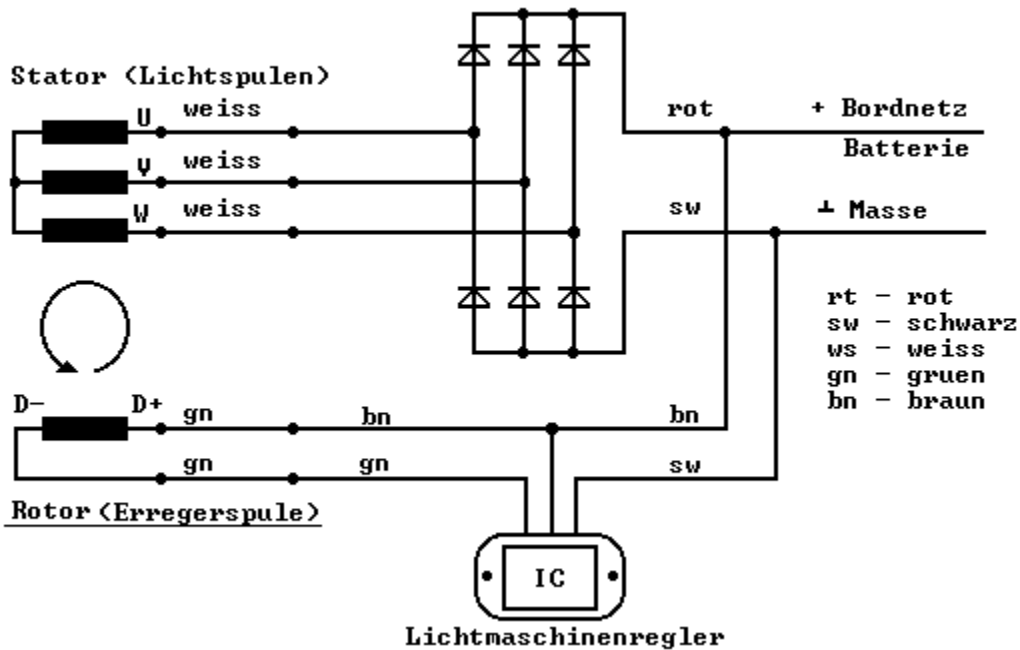 Stator (Lichtspulen)
U weiss
V weiss
W weiss
rot + Bordnetz
Batterie
sw ⊥ Masse
rt - rot
sw - schwarz
ws - weiss
gn - gruen
bn - braun
D- D+ gn bn bn
gn gn sw
Rotor (Erregerspule)
IC
Lichtmaschinenregler